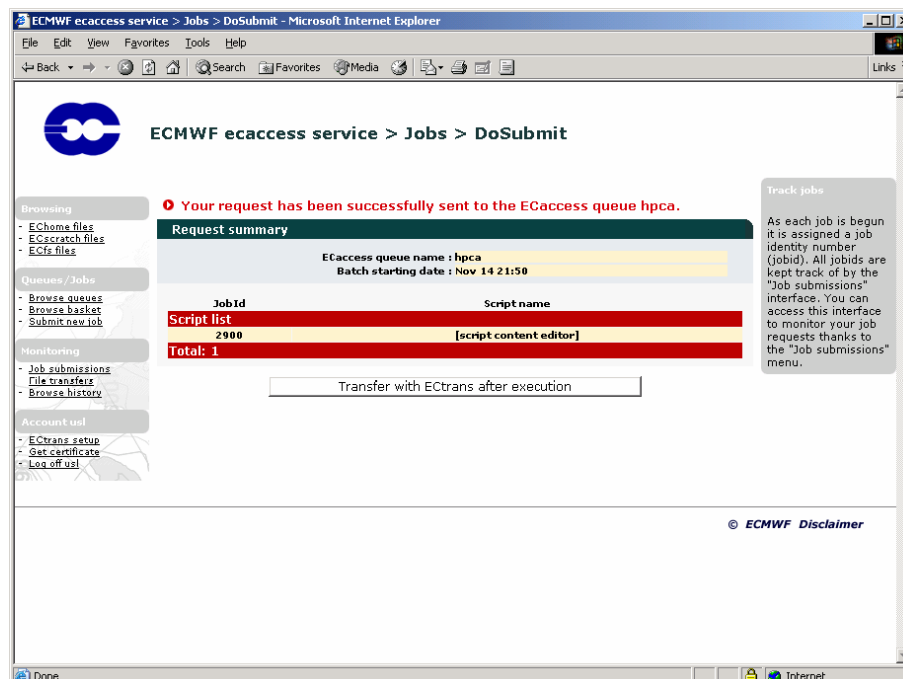 ECMWF ecaccess service > Jobs > DoSubmit - Microsoft Internet Explorer
File Edit View Favorites Tools Help
Back Search Favorites Media Links
ECMWF ecaccess service > Jobs > DoSubmit
Browsing
- EChome files
- ECscratch files
- ECfs files
Queues/Jobs
- Browse queues
- Browse basket
- Submit new job
Monitoring
- Job submissions
File transfers
- Browse history
Account usl
- ECtrans setup
- Get certificate
- Log off usl
Your request has been successfully sent to the ECaccess queue hpca.
Request summary
ECaccess queue name : hpca
Batch starting date : Nov 14 21:50
JobId Script name
Script list
2900 [script content editor]
Total: 1
Transfer with ECtrans after execution
Track jobs
As each job is begun
it is assigned a job
identity number
(jobid). All jobids are
kept track of by the
"Job submissions"
interface. You can
access this interface
to monitor your job
requests thanks to
the "Job submissions"
menu.
© ECMWF Disclaimer
Done Internet